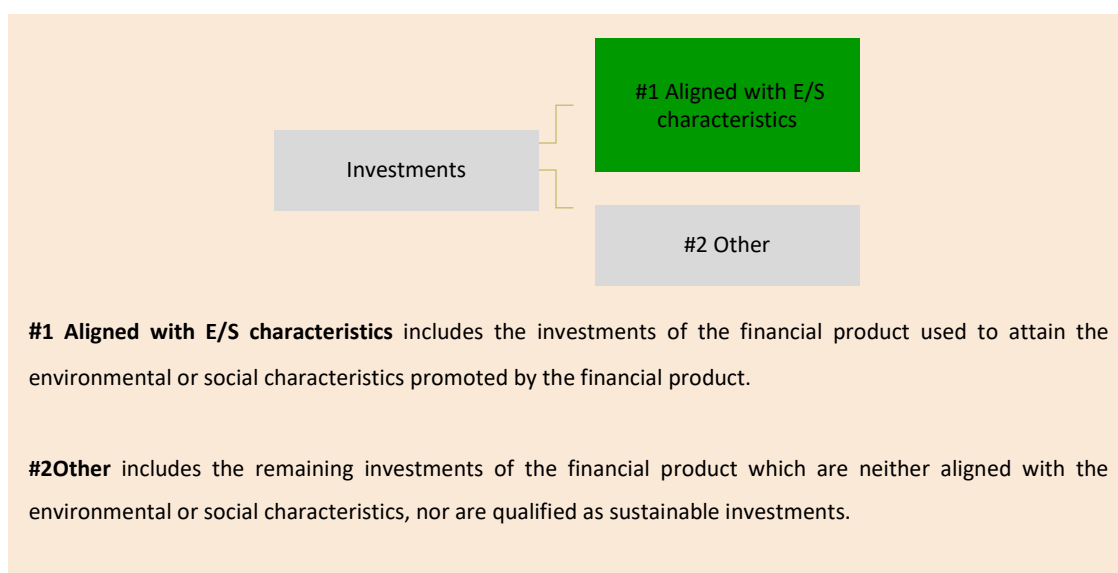 #1 Aligned with E/S
characteristics
Investments
#2 Other
#1 Aligned with E/S characteristics includes the investments of the financial product used to attain the
environmental or social characteristics promoted by the financial product.
#2Other includes the remaining investments of the financial product which are neither aligned with the
environmental or social characteristics, nor are qualified as sustainable investments.